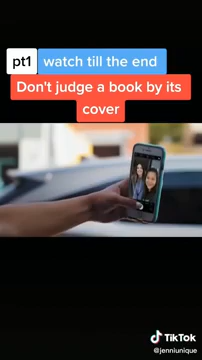 pt1 watch till the end
Don't judge a book by its
cover
TikTok
@jenniunique